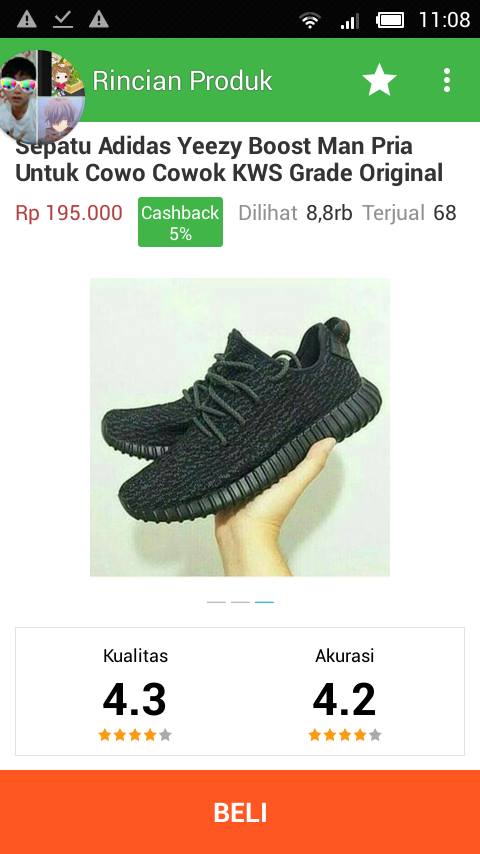 11:08
Rincian Produk
Sepatu Adidas Yeezy Boost Man Pria
Untuk Cowo Cowok KWS Grade Original
Rp 195.000 Cashback 5% Dilihat 8,8rb Terjual 68
Kualitas
4.3
Akurasi
4.2
BELI